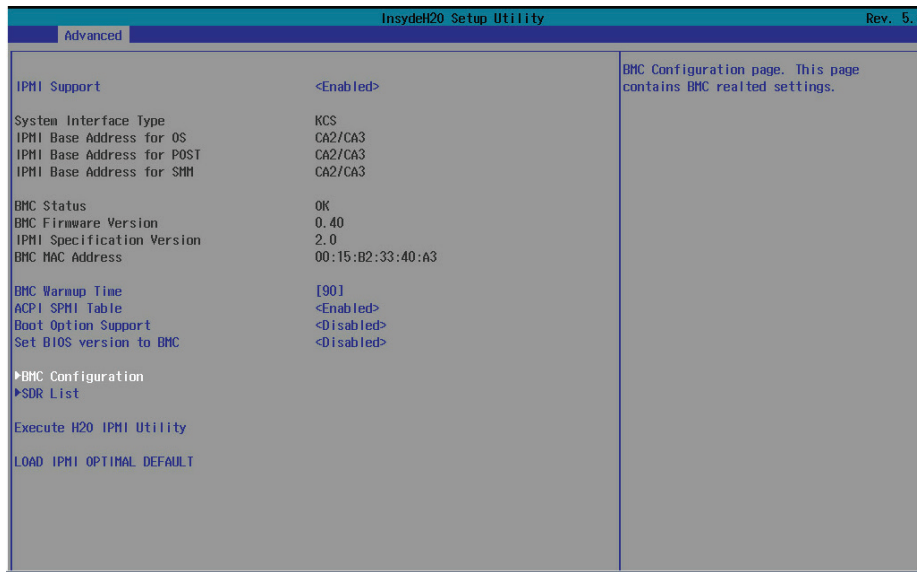 InsydeH20 Setup Utility Rev. 5.
Advanced
IPMI Support <Enabled>
System Interface Type KCS
IPMI Base Address for OS CA2/CA3
IPMI Base Address for POST CA2/CA3
IPMI Base Address for SMM CA2/CA3
BMC Status OK
BMC Firmware Version 0.40
IPMI Specification Version 2.0
BMC MAC Address 00:15:B2:33:40:A3
BMC Warmup Time [90]
ACPI SPMI Table <Enabled>
Boot Option Support <Disabled>
Set BIOS version to BMC <Disabled>
▶BMC Configuration
▶SDR List
Execute H20 IPMI Utility
LOAD IPMI OPTIMAL DEFAULT
BMC Configuration page. This page
contains BMC realted settings.